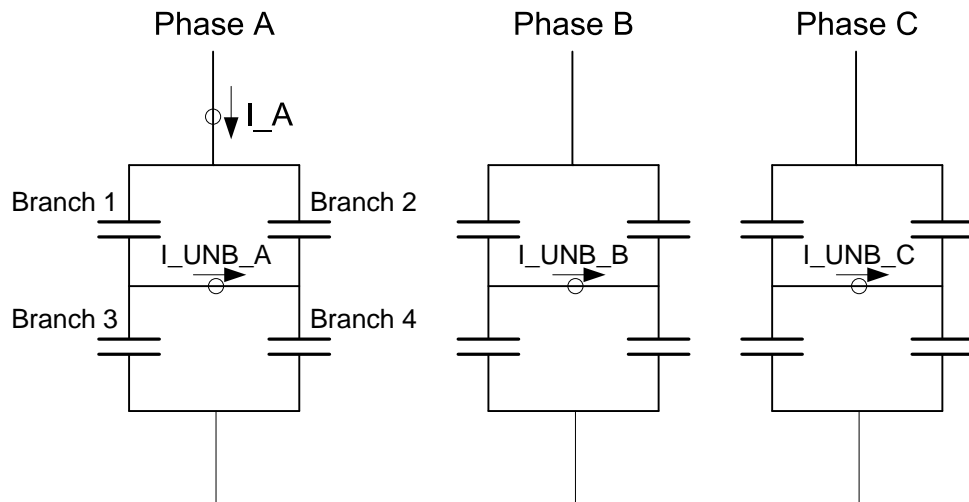 Phase A
Phase B
Phase C
I_A
Branch 1
Branch 2
I_UNB_A
I_UNB_B
I_UNB_C
Branch 3
Branch 4